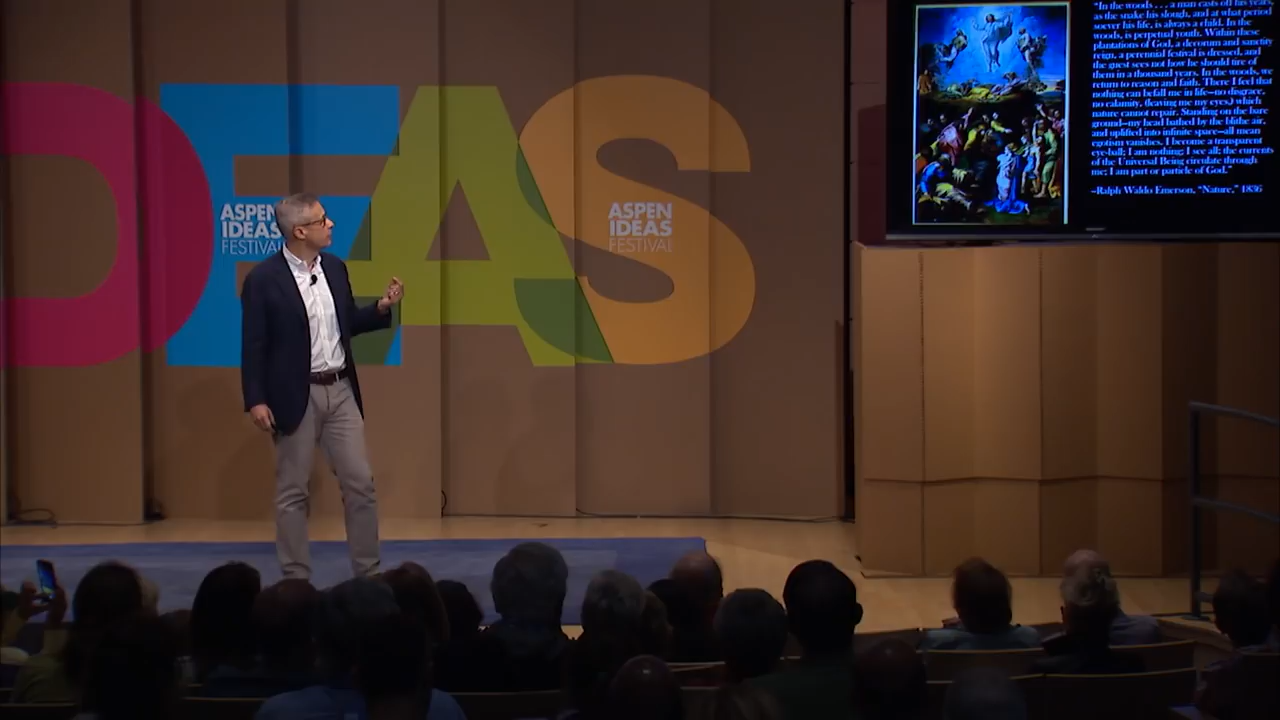 DEAS
ASPEN
IDEAS
FESTIVAL
ASPEN
IDEAS
FESTIVAL
"In the woods . . . a man casts off his years,
as the snake his slough, and at what period
soever his life, is always a child. In the
woods, is perpetual youth. Within these
plantations of God, a decorum and sanctity
reign, a perennial festival is dressed, and
the guest sees not how he should tire of
them in a thousand years. In the woods, we
return to reason and faith. There I feel that
nothing can befall me in life—no disgrace,
no calamity, (leaving me my eyes,) which
nature cannot repair. Standing on the bare
ground—my head bathed by the blithe air,
and uplifted into infinite space—all mean
egotism vanishes. I become a transparent
eye-ball; I am nothing; I see all; the currents
of the Universal Being circulate through
me; I am part or particle of God."
–Ralph Waldo Emerson, "Nature," 1836